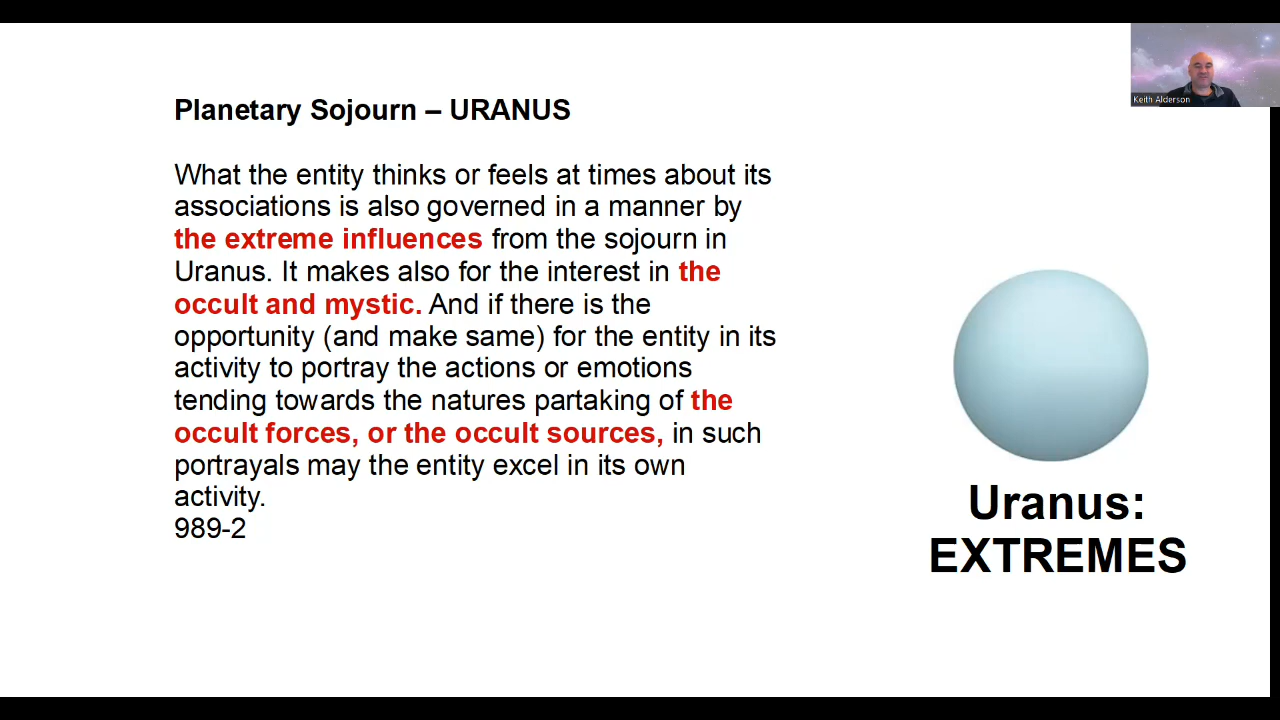 Keith Alderson
Planetary Sojourn – URANUS
What the entity thinks or feels at times about its
associations is also governed in a manner by
the extreme influences from the sojourn in
Uranus. It makes also for the interest in the
occult and mystic. And if there is the
opportunity (and make same) for the entity in its
activity to portray the actions or emotions
tending towards the natures partaking of the
occult forces, or the occult sources, in such
portrayals may the entity excel in its own
activity.
989-2
Uranus:
EXTREMES